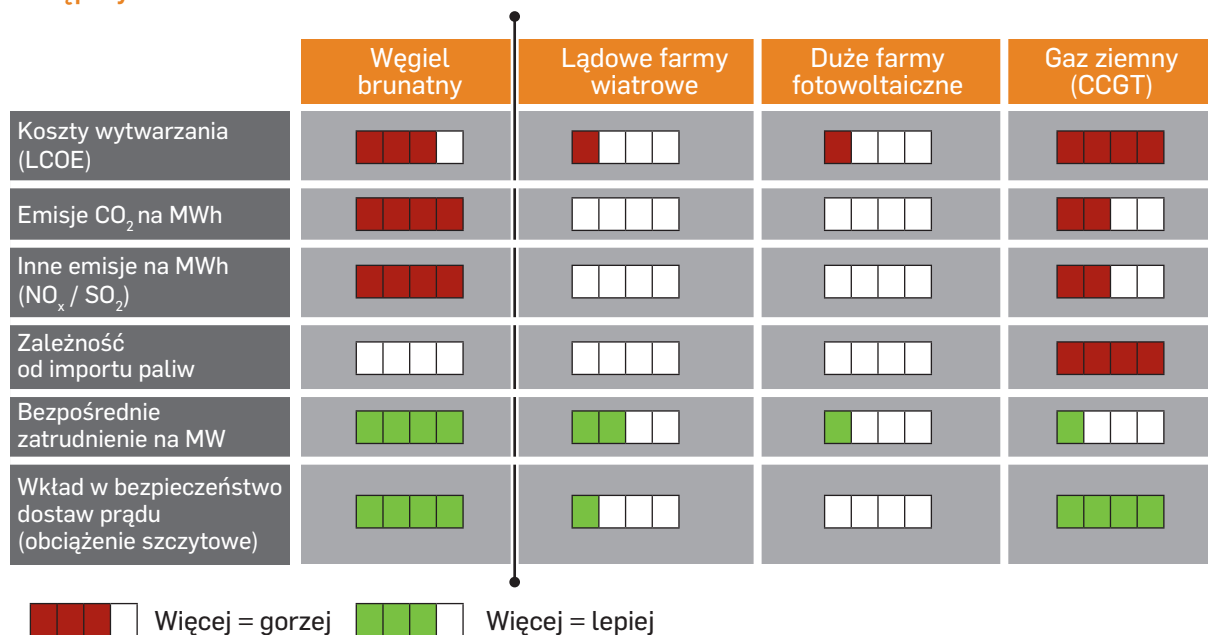 Węgiel
brunatny
Lądowe farmy
wiatrowe
Duże farmy
fotowoltaiczne
Gaz ziemny
(CCGT)
Koszty wytwarzania
(LCOE)
Emisje CO₂ na MWh
Inne emisje na MWh
(NOₓ / SO₂)
Zależność
od importu paliw
Bezpośrednie
zatrudnienie na MW
Wkład w bezpieczeństwo
dostaw prądu
(obciążenie szczytowe)
Więcej = gorzej
Więcej = lepiej